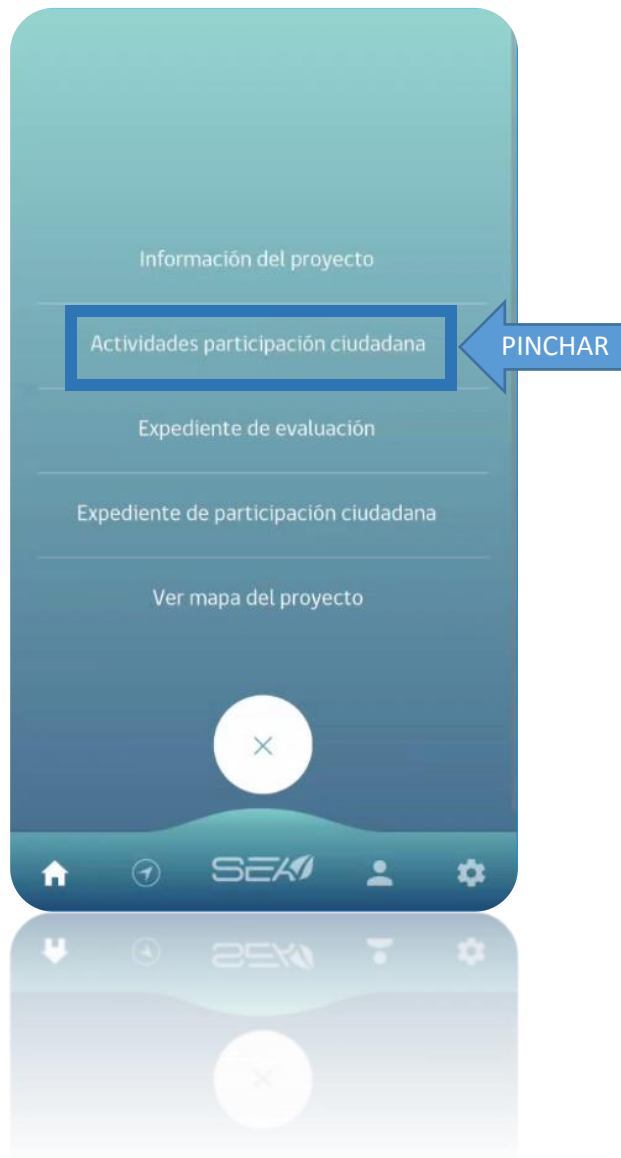 Información del proyecto
Actividades participación ciudadana
PINCHAR
Expediente de evaluación
Expediente de participación ciudadana
Ver mapa del proyecto
SEA